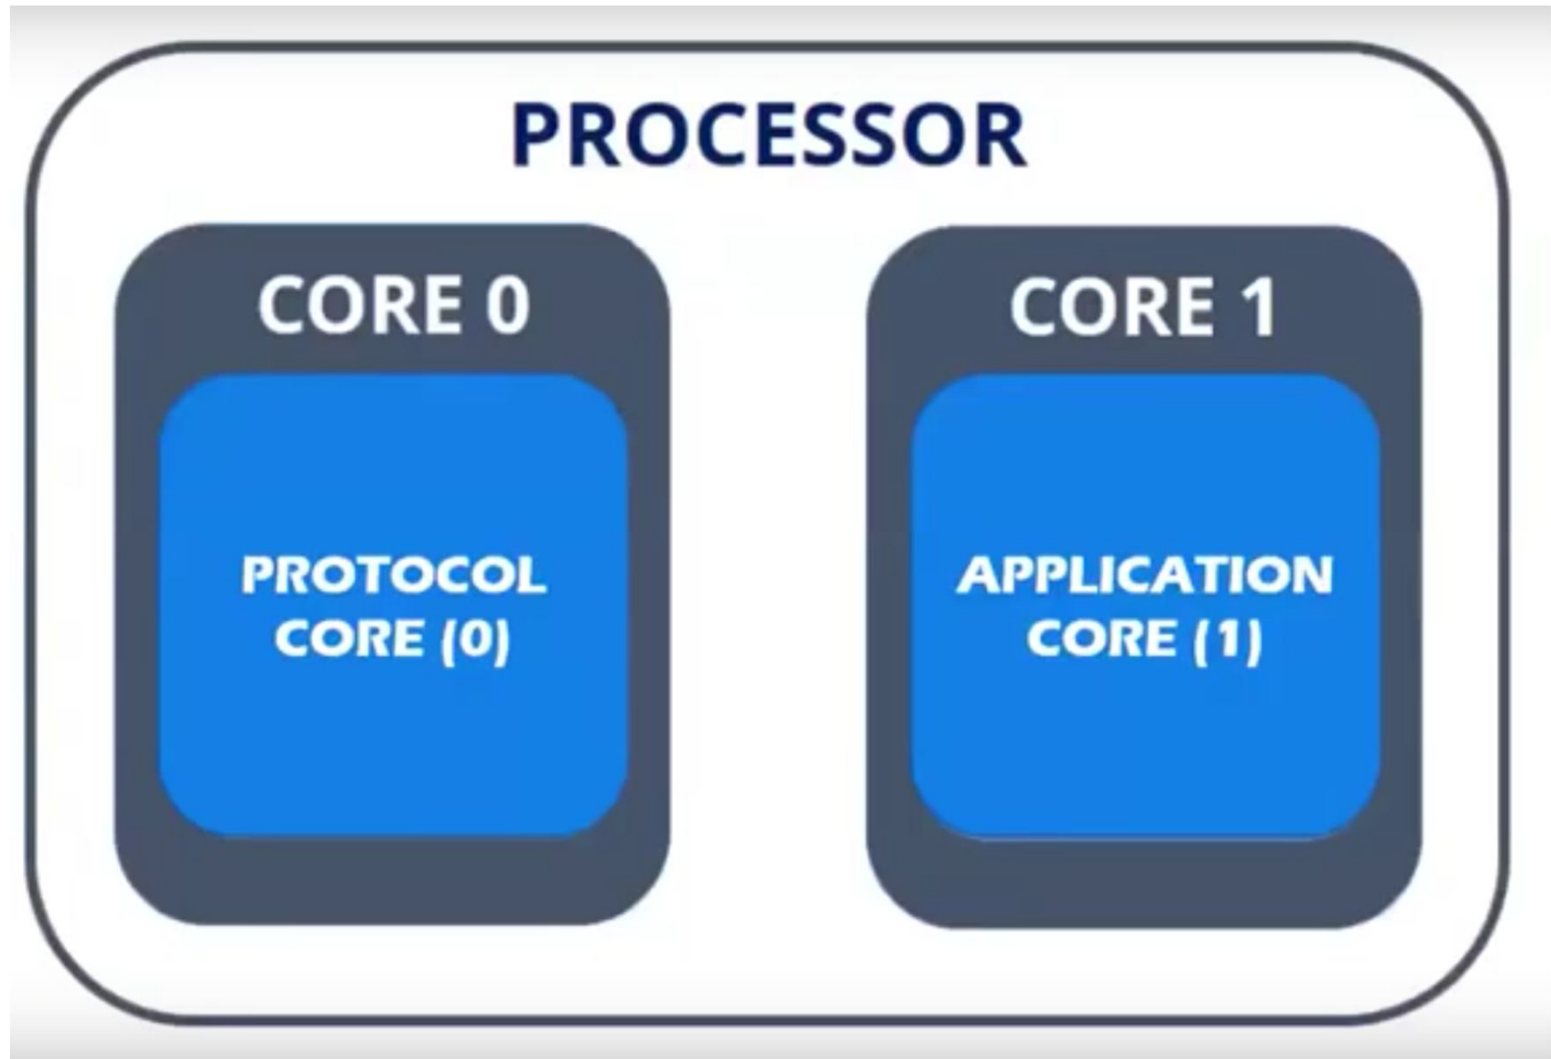 PROCESSOR
CORE 0
PROTOCOL
CORE (0)
CORE 1
APPLICATION
CORE (1)